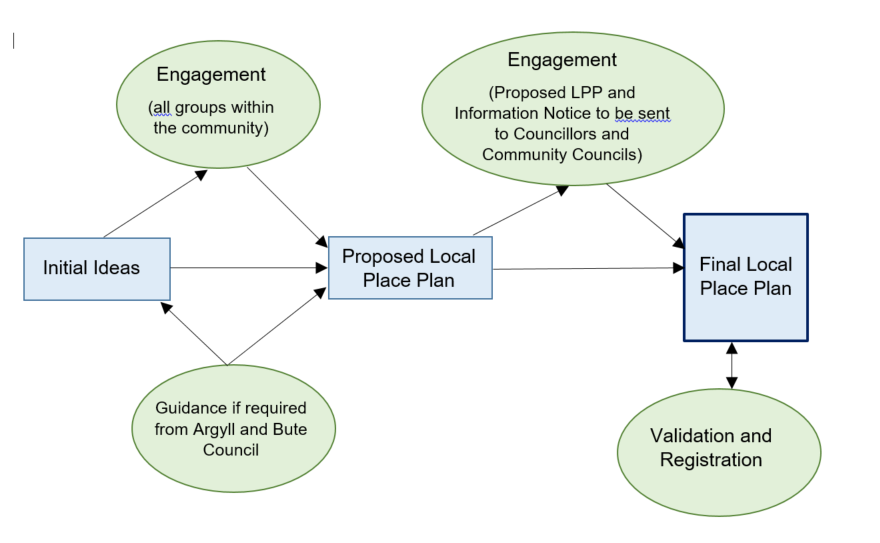 Engagement
(all groups within
the community)
Engagement
(Proposed LPP and
Information Notice to be sent
to Councillors and
Community Councils)
Initial Ideas
Proposed Local
Place Plan
Final Local
Place Plan
Guidance if required
from Argyll and Bute
Council
Validation and
Registration